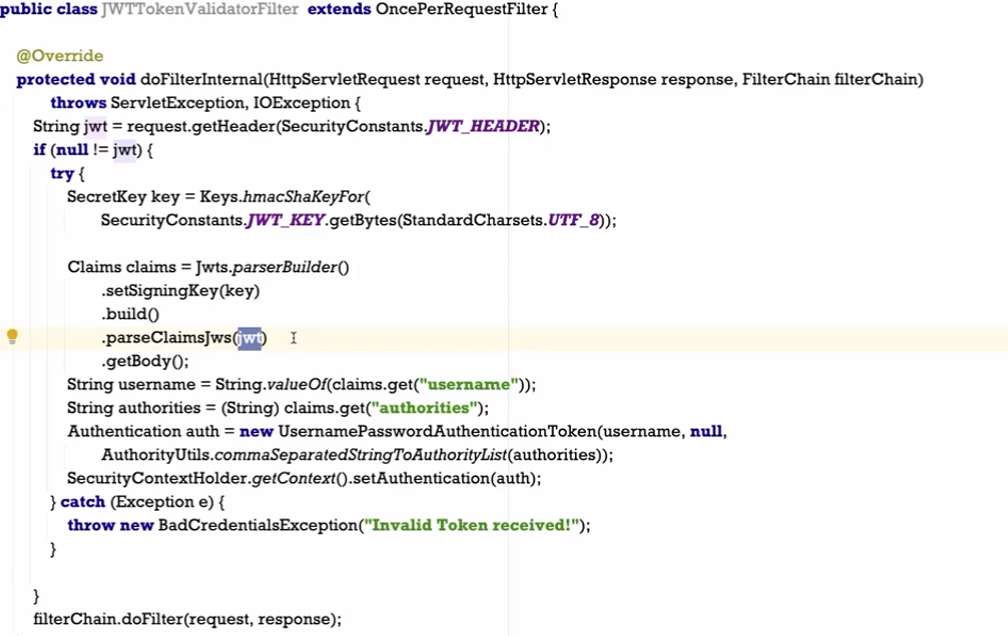 public class JWTTokenValidatorFilter extends OncePerRequestFilter {
@Override
protected void doFilterInternal(HttpServletRequest request, HttpServletResponse response, FilterChain filterChain)
throws ServletException, IOException {
String jwt = request.getHeader(SecurityConstants.JWT_HEADER);
if (null != jwt) {
try {
SecretKey key = Keys.hmacShaKeyFor(
SecurityConstants.JWT_KEY.getBytes(StandardCharsets.UTF_8));
Claims claims = Jwts.parserBuilder()
.setSigningKey(key)
.build()
.parseClaimsJws(jwt)
.getBody();
String username = String.valueOf(claims.get("username"));
String authorities = (String) claims.get("authorities");
Authentication auth = new UsernamePasswordAuthenticationToken(username, null,
AuthorityUtils.commaSeparatedStringToAuthorityList(authorities));
SecurityContextHolder.getContext().setAuthentication(auth);
} catch (Exception e) {
throw new BadCredentialsException("Invalid Token received!");
}
}
filterChain.doFilter(request, response);